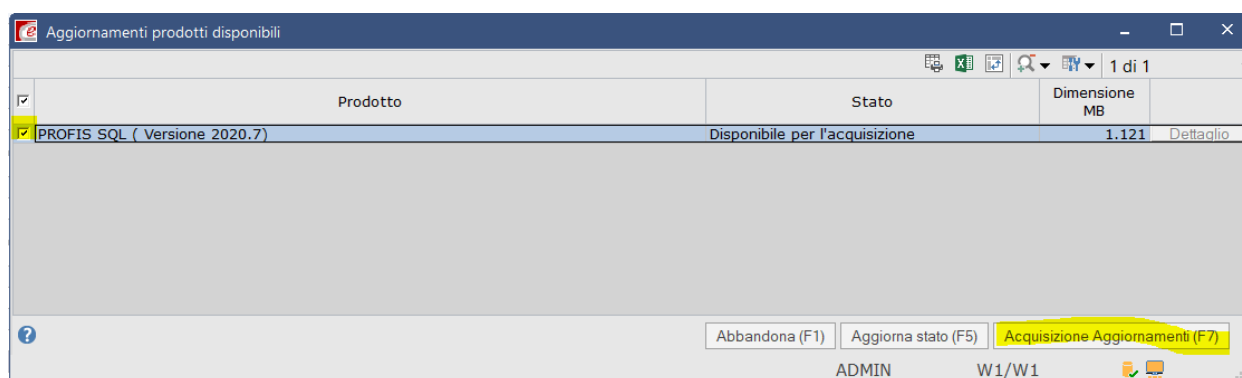 Aggiornamenti prodotti disponibili
1 di 1
Prodotto Stato Dimensione MB
PROFIS SQL ( Versione 2020.7) Disponibile per l'acquisizione 1.121 Dettaglio
Abbandona (F1) Aggiorna stato (F5) Acquisizione Aggiornamenti (F7)
ADMIN W1/W1